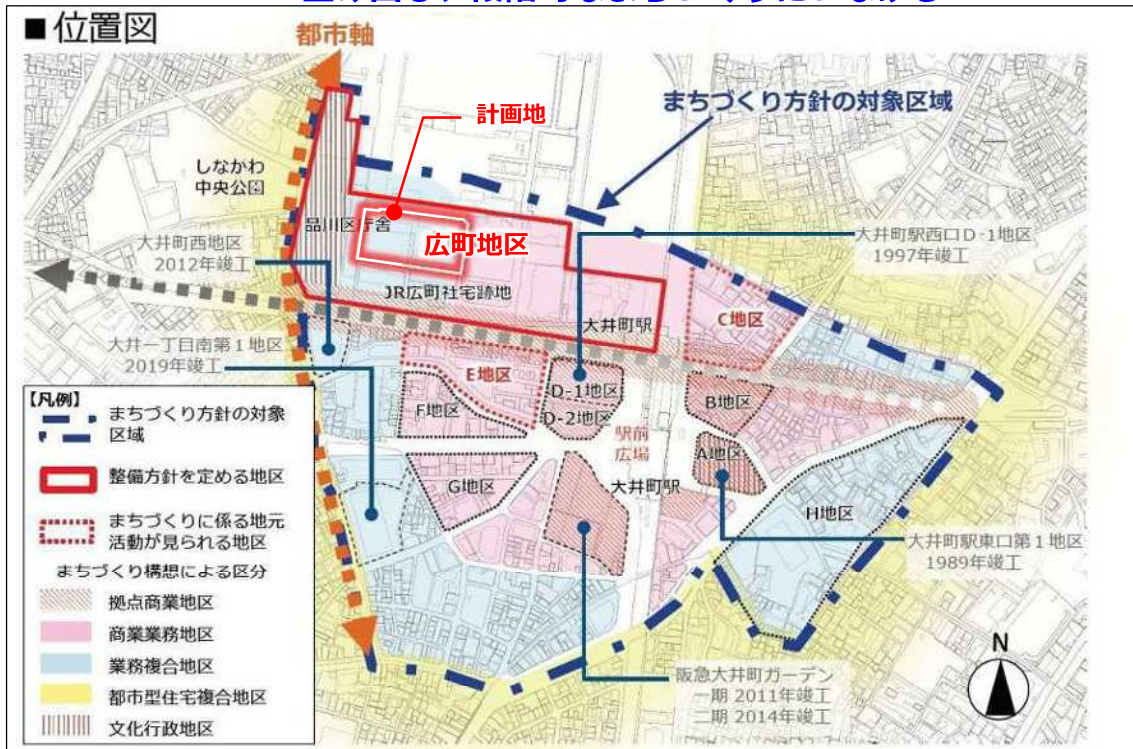 ■位置図
都市軸
計画地
まちづくり方針の対象区域
しなかわ
中央公園
品川区庁舎
広町地区
大井町西地区
2012年竣工
大井町駅西口D-1地区
1997年竣工
JR広町社宅跡地
大井町駅
C地区
大井一丁目南第1地区
2019年竣工
E地区
D-1地区
F地区
D-2地区
B地区
駅前
広場
A地区
G地区
大井町駅
H地区
大井町駅東口第1地区
1989年竣工
阪急大井町ガーデン
一期 2011年竣工
二期 2014年竣工
N
【凡例】
まちづくり方針の対象
区域
整備方針を定める地区
まちづくりに係る地元
活動が見られる地区
まちづくり構想による区分
拠点商業地区
商業業務地区
業務複合地区
都市型住宅複合地区
文化行政地区